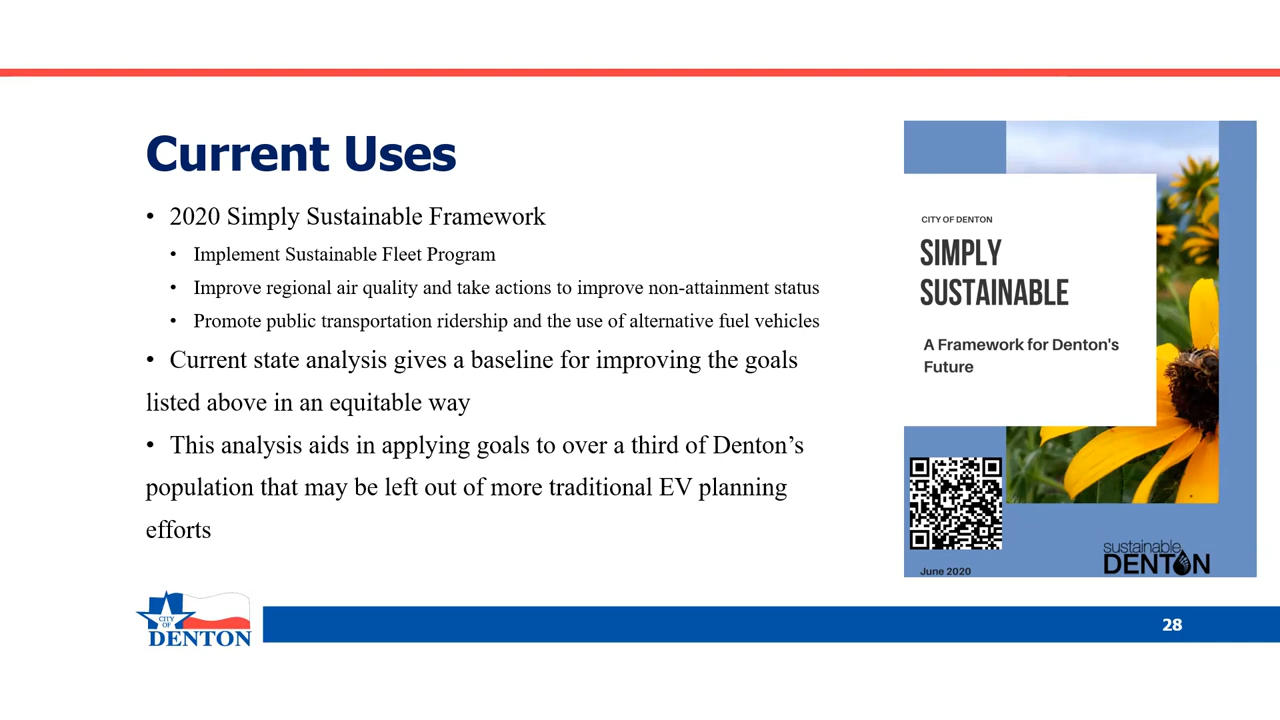 Current Uses
• 2020 Simply Sustainable Framework
• Implement Sustainable Fleet Program
• Improve regional air quality and take actions to improve non-attainment status
• Promote public transportation ridership and the use of alternative fuel vehicles
• Current state analysis gives a baseline for improving the goals
listed above in an equitable way
• This analysis aids in applying goals to over a third of Denton’s
population that may be left out of more traditional EV planning
efforts
CITY OF DENTON
SIMPLY
SUSTAINABLE
A Framework for Denton's
Future
June 2020
sustainable
DENTON
CITY
OF
DENTON
28